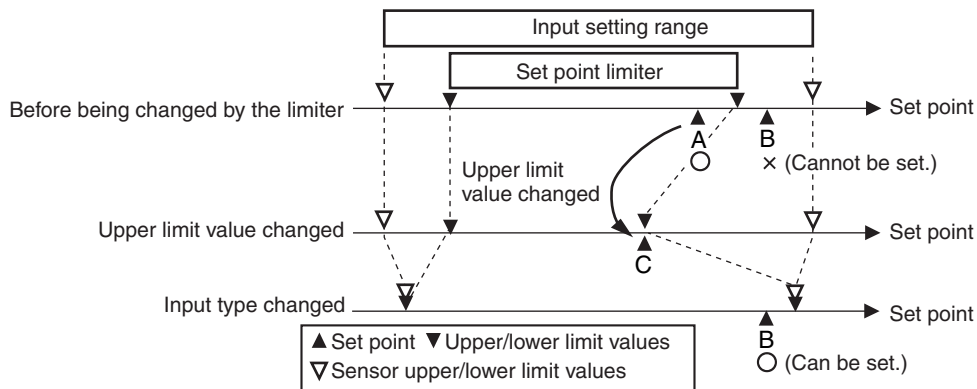 Input setting range
Set point limiter
Before being changed by the limiter
Set point
A
B
× (Cannot be set.)
Upper limit
value changed
Upper limit value changed
Set point
C
Input type changed
Set point
B
(Can be set.)
▲ Set point ▼ Upper/lower limit values
▽ Sensor upper/lower limit values